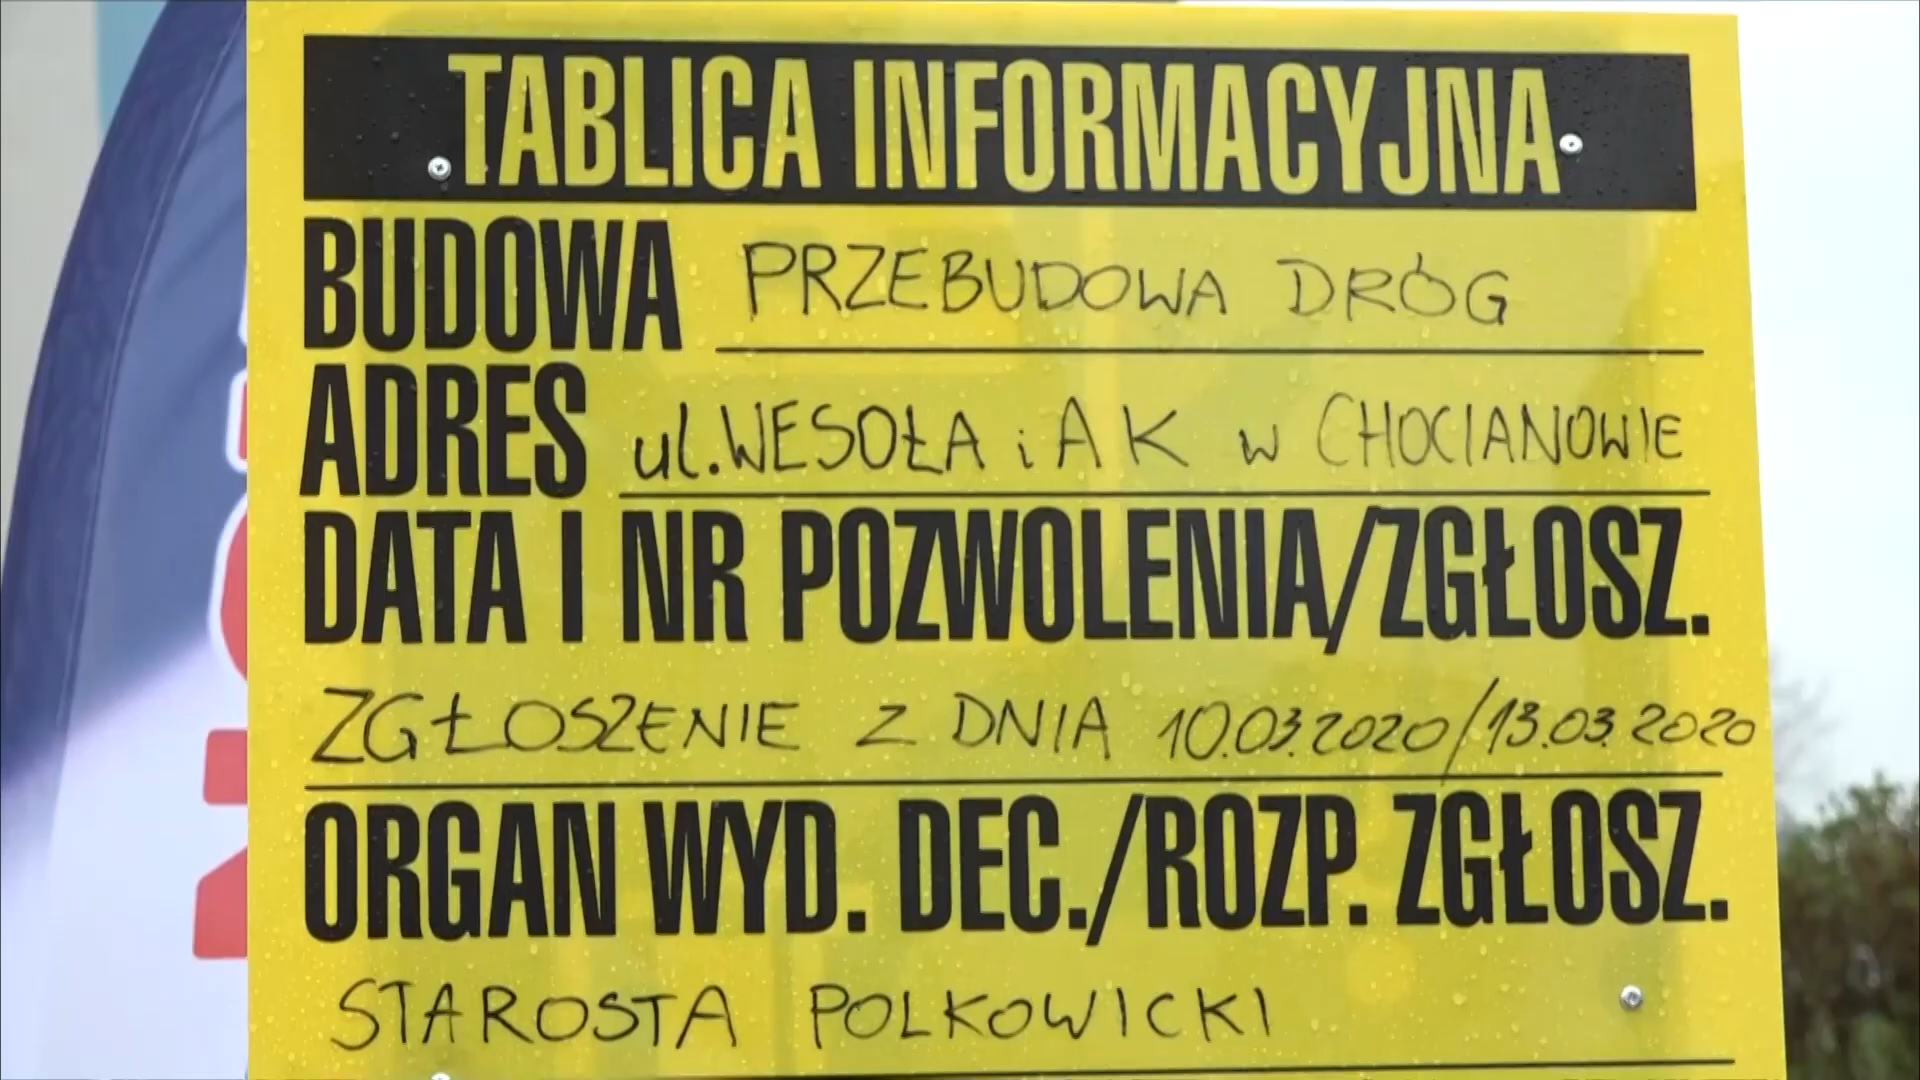 TABLICA INFORMACYJNA
BUDOWA PRZEBUDOWA DRÓG
ADRES ul. WESOŁA i AK w CHOCIANOWIE
DATA I NR POZWOLENIA/ZGŁOSZ.
ZGŁOSZENIE Z DNIA 10.03.2020/13.03.2020
ORGAN WYD. DEC./ROZP. ZGŁOSZ.
STAROSTA POLKOWICKI